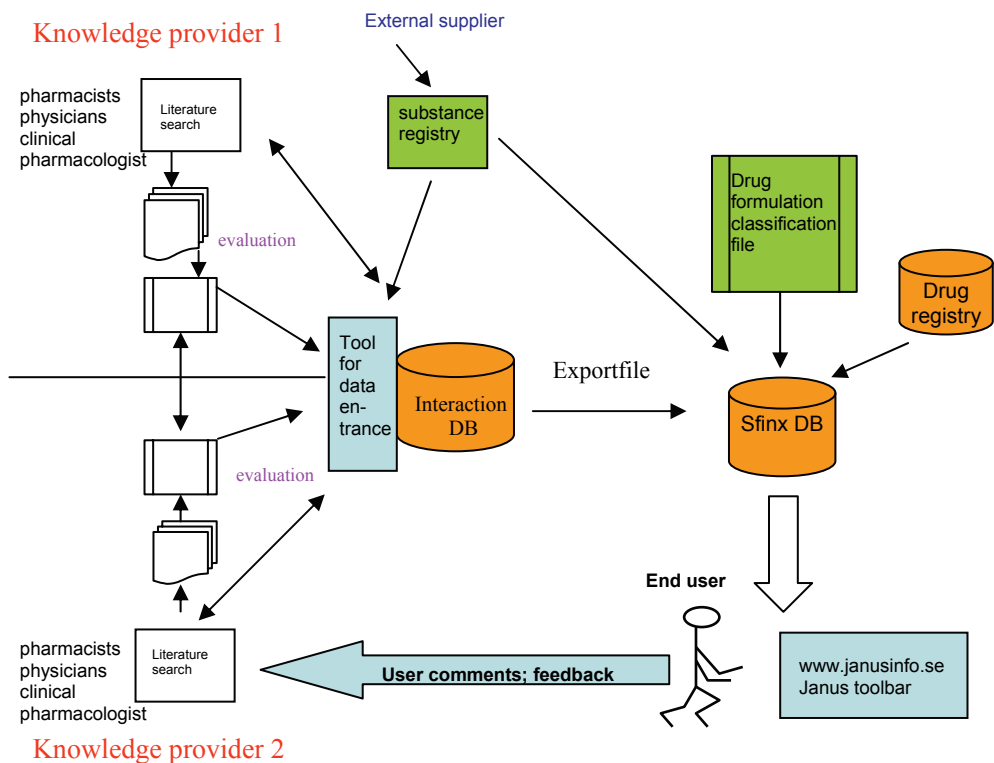 Knowledge provider 1
External supplier
pharmacists
physicians
clinical
pharmacologist
Literature
search
substance
registry
evaluation
Drug
formulation
classification
file
Drug
registry
Tool
for
data
en-
trance
Interaction
DB
Exportfile
Sfinx DB
evaluation
End user
pharmacists
physicians
clinical
pharmacologist
Literature
search
User comments; feedback
www.janusinfo.se
Janus toolbar
Knowledge provider 2